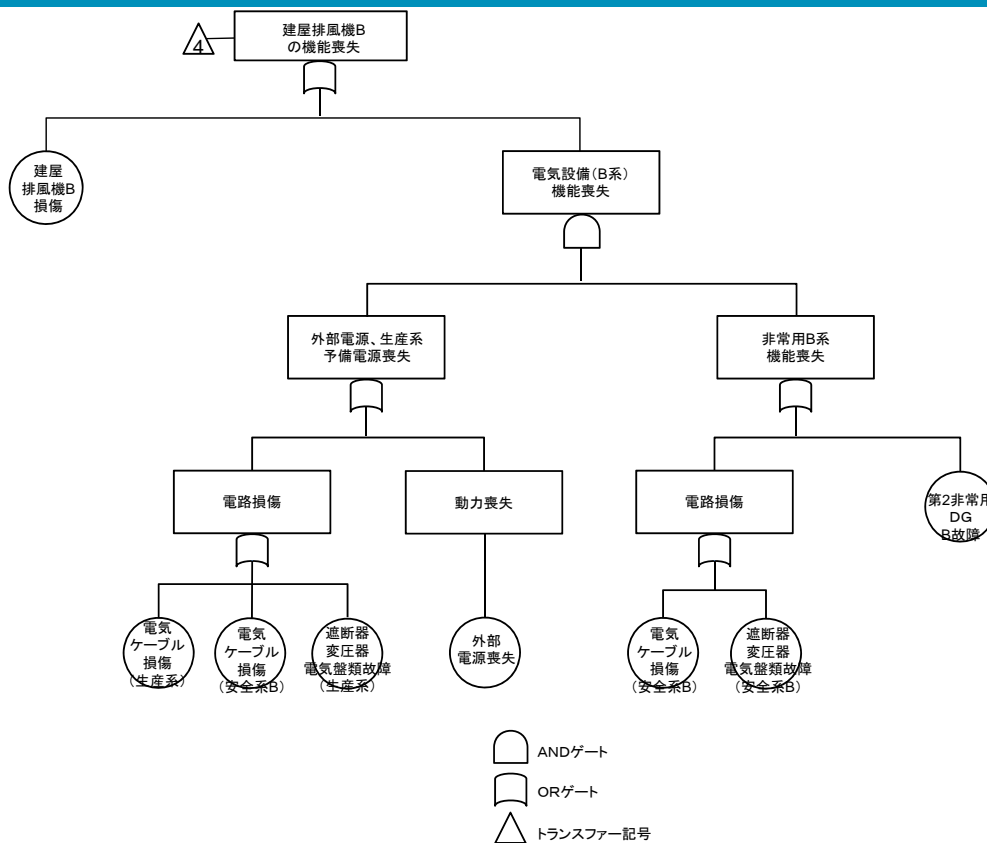 建屋排風機B
の機能喪失
4
建屋
排風機B
損傷
電気設備(B系)
機能喪失
外部電源、生産系
予備電源喪失
非常用B系
機能喪失
電路損傷
動力喪失
電路損傷
第2非常用
DG
B故障
電気
ケーブル
損傷
(生産系)
電気
ケーブル
損傷
(安全系B)
遮断器
変圧器
電気盤類故障
(生産系)
外部
電源喪失
電気
ケーブル
損傷
(安全系B)
遮断器
変圧器
電気盤類故障
(安全系B)
ANDゲート
ORゲート
トランスファー記号